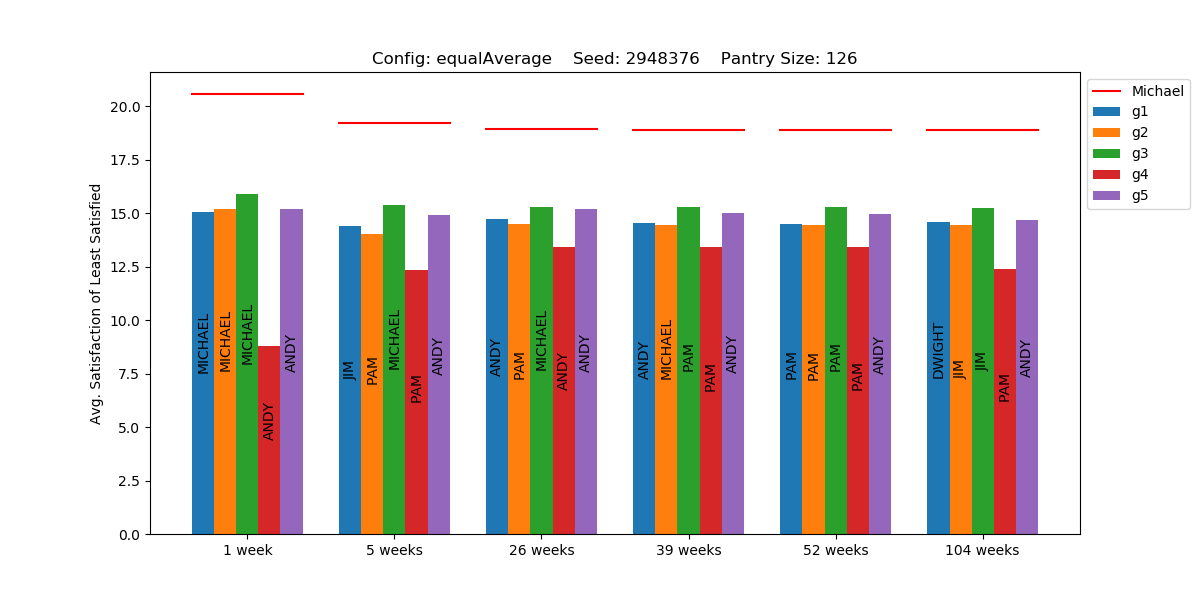 Config: equalAverage    Seed: 2948376    Pantry Size: 126
Avg. Satisfaction of Least Satisfied
20.0
17.5
15.0
12.5
10.0
7.5
5.0
2.5
0.0
MICHAEL
MICHAEL
MICHAEL
ANDY
ANDY
JIM
PAM
MICHAEL
PAM
ANDY
ANDY
PAM
MICHAEL
ANDY
ANDY
ANDY
MICHAEL
PAM
PAM
ANDY
PAM
PAM
PAM
PAM
ANDY
DWIGHT
JIM
JIM
PAM
ANDY
1 week
5 weeks
26 weeks
39 weeks
52 weeks
104 weeks
Michael
g1
g2
g3
g4
g5